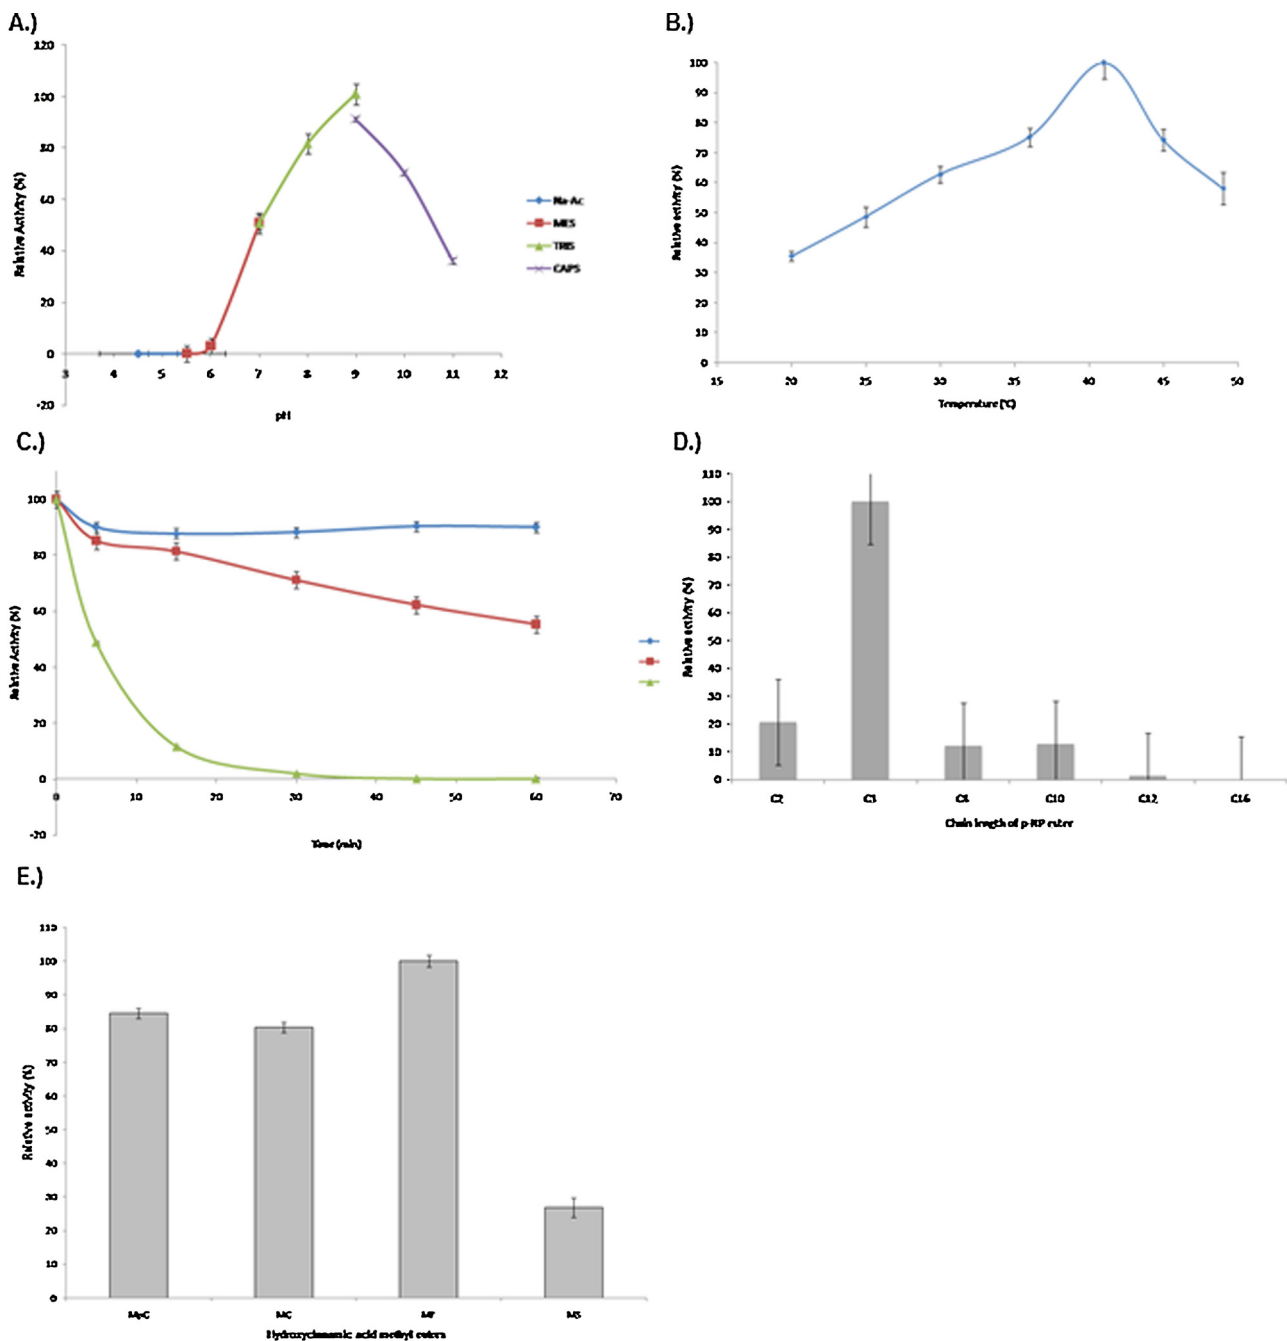 A.)
120
100
80
60
40
20
0
-20
3 4 5 6 7 8 9 10 11 12
Relative Activity (%)
pH
Na-Ac
MES
TRIS
CAPS
B.)
100
90
80
70
60
50
40
30
20
10
0
15 20 25 30 35 40 45 50
Relative activity (%)
Temperature (°C)
C.)
100
80
60
40
20
0
-20
0 10 20 30 40 50 60 70
Relative Activity (%)
Time (min)
D.)
110
100
90
80
70
60
50
40
30
20
10
0
C2 C3 C8 C10 C12 C16
Relative activity (%)
Chain length of p-NP ester
E.)
110
100
90
80
70
60
50
40
30
20
10
0
MpC MC MF MS
Relative activity (%)
Hydroxycinnamic acid methyl esters